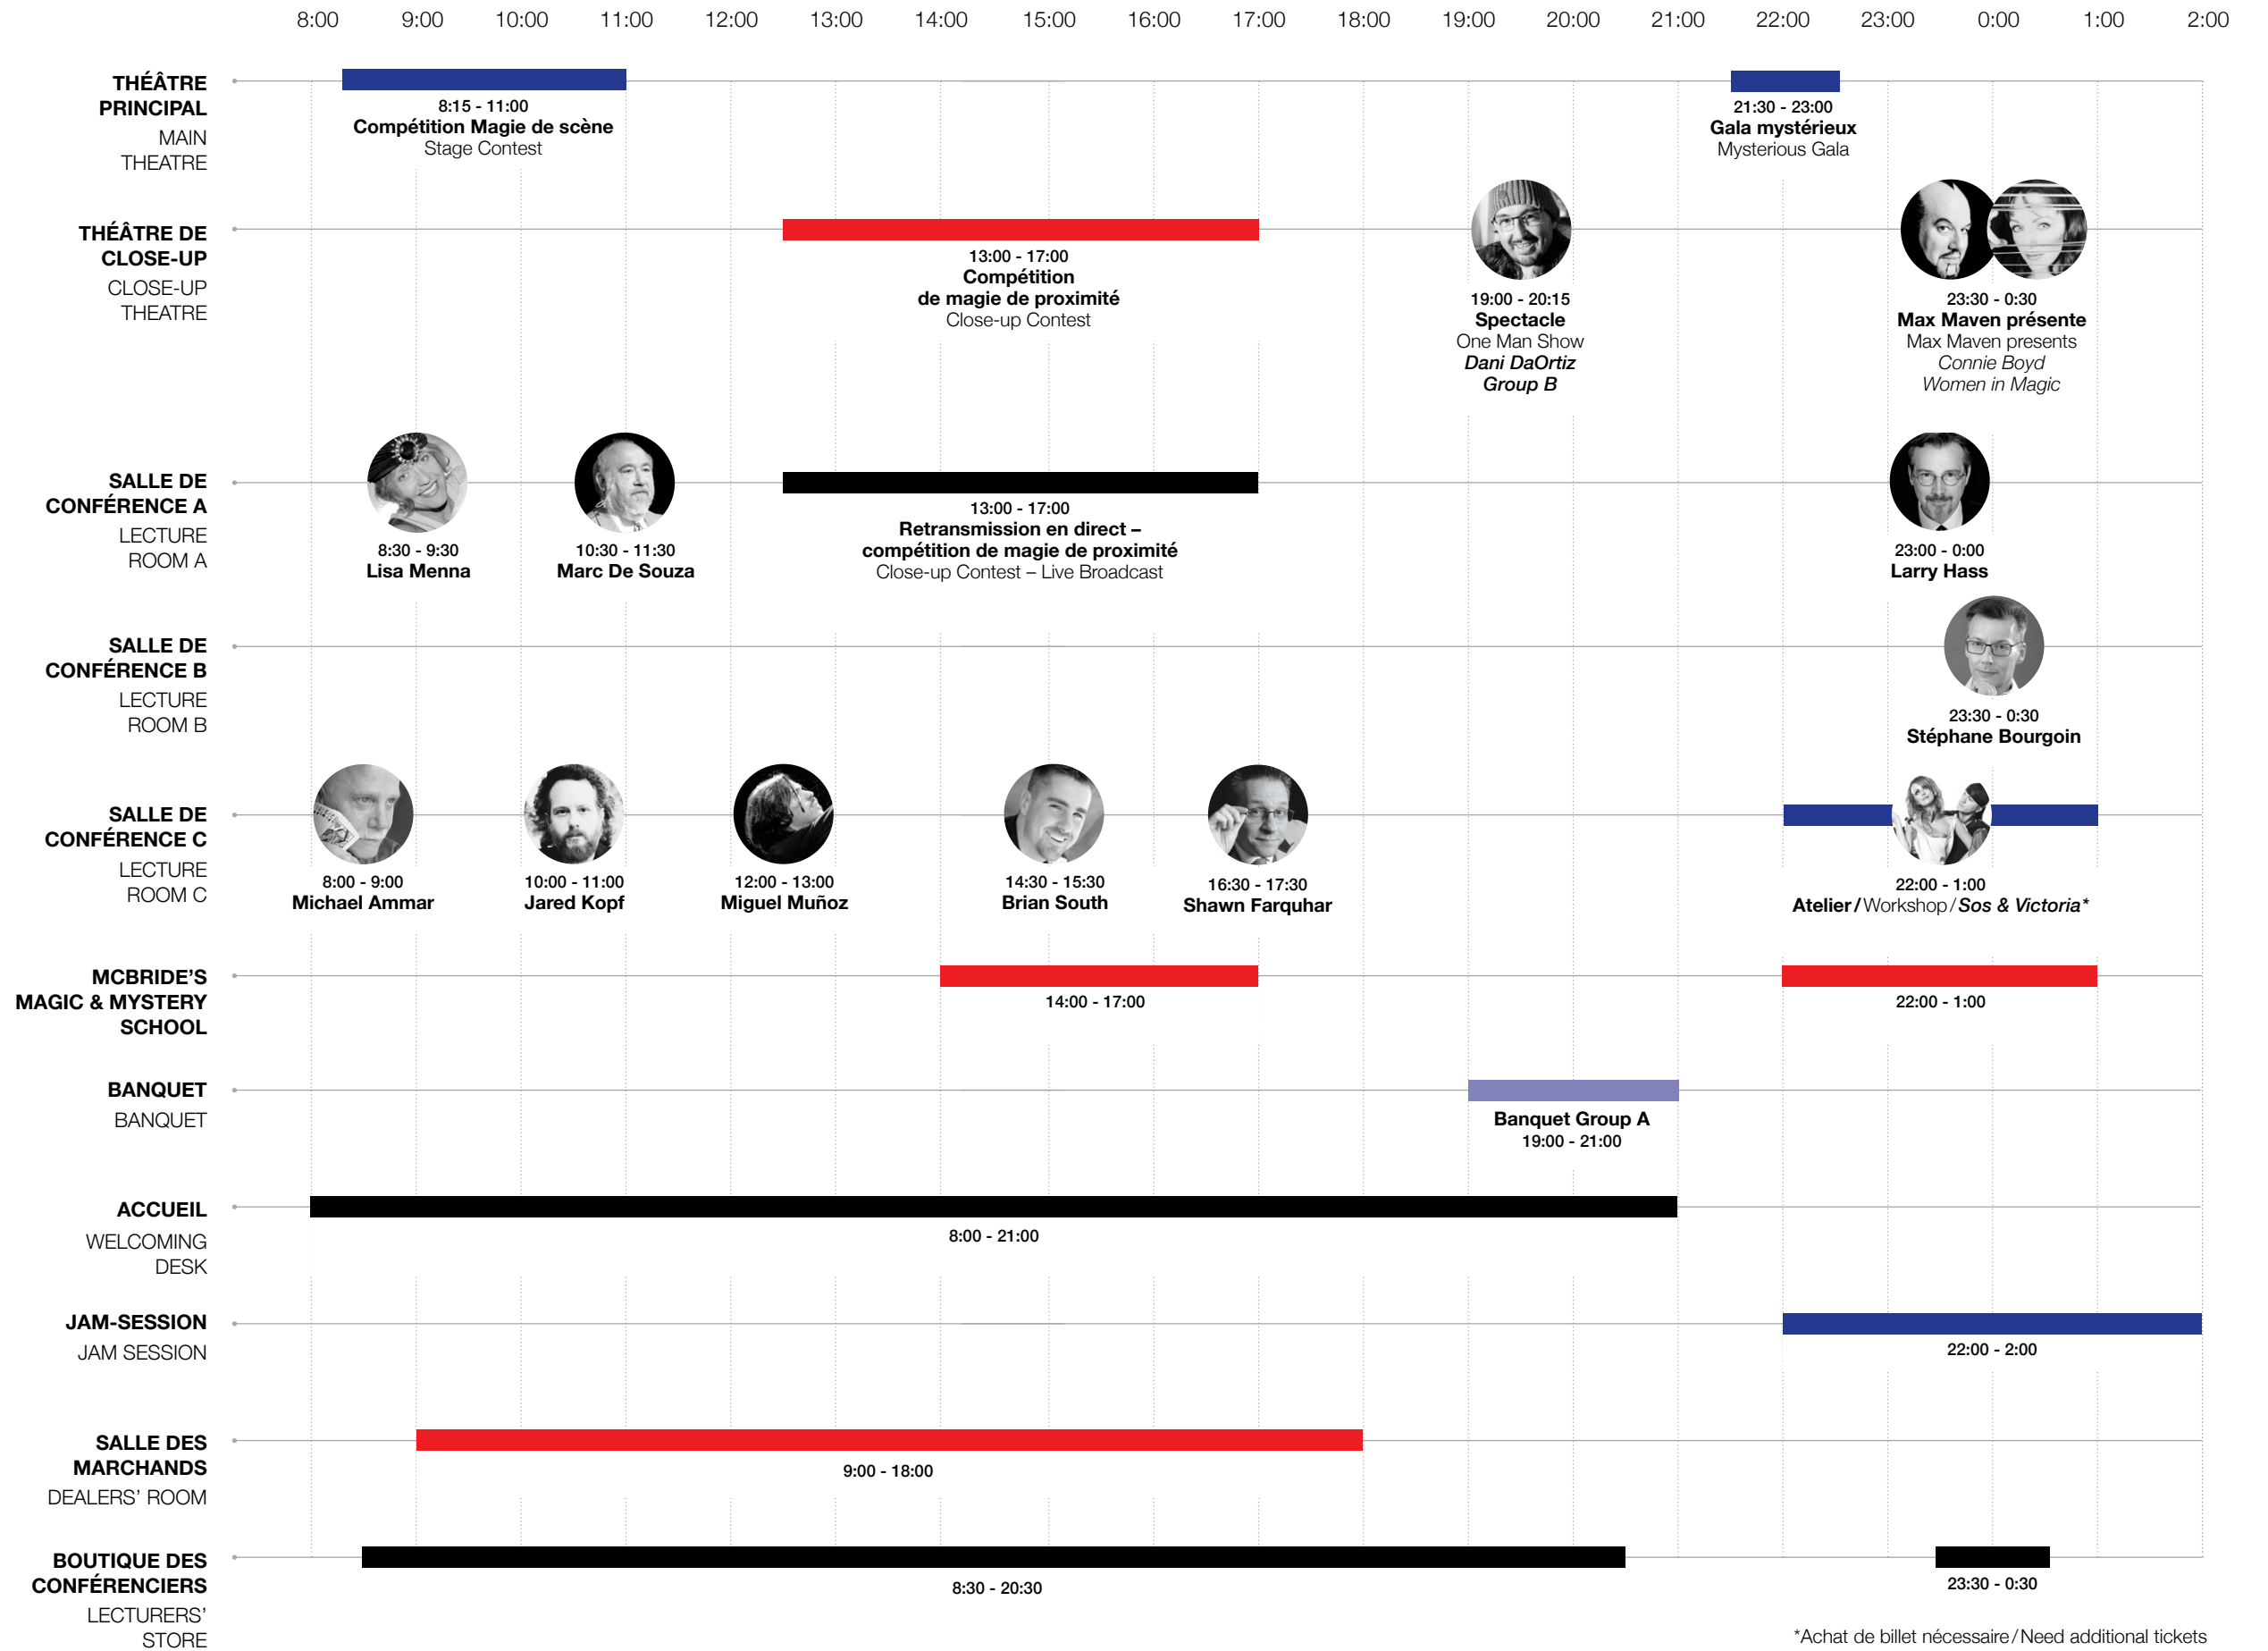 8:00 9:00 10:00 11:00 12:00 13:00 14:00 15:00 16:00 17:00 18:00 19:00 20:00 21:00 22:00 23:00 0:00 1:00 2:00
THÉÂTRE
PRINCIPAL
MAIN
THEATRE
8:15 - 11:00
Compétition Magie de scène
Stage Contest
21:30 - 23:00
Gala mystérieux
Mysterious Gala
THÉÂTRE DE
CLOSE-UP
CLOSE-UP
THEATRE
13:00 - 17:00
Compétition
de magie de proximité
Close-up Contest
19:00 - 20:15
Spectacle
One Man Show
Dani DaOrtiz
Group B
23:30 - 0:30
Max Maven présente
Max Maven presents
Connie Boyd
Women in Magic
SALLE DE
CONFÉRENCE A
LECTURE
ROOM A
8:30 - 9:30
Lisa Menna
10:30 - 11:30
Marc De Souza
13:00 - 17:00
Retransmission en direct –
compétition de magie de proximité
Close-up Contest – Live Broadcast
23:00 - 0:00
Larry Hass
SALLE DE
CONFÉRENCE B
LECTURE
ROOM B
23:30 - 0:30
Stéphane Bourgoin
SALLE DE
CONFÉRENCE C
LECTURE
ROOM C
8:00 - 9:00
Michael Ammar
10:00 - 11:00
Jared Kopf
12:00 - 13:00
Miguel Muñoz
14:30 - 15:30
Brian South
16:30 - 17:30
Shawn Farquhar
22:00 - 1:00
Atelier / Workshop / Sos & Victoria*
MCBRIDE'S
MAGIC & MYSTERY
SCHOOL
14:00 - 17:00
22:00 - 1:00
BANQUET
BANQUET
Banquet Group A
19:00 - 21:00
ACCUEIL
WELCOMING
DESK
8:00 - 21:00
JAM-SESSION
JAM SESSION
22:00 - 2:00
SALLE DES
MARCHANDS
DEALERS' ROOM
9:00 - 18:00
BOUTIQUE DES
CONFÉRENCIERS
LECTURERS'
STORE
8:30 - 20:30
23:30 - 0:30
*Achat de billet nécessaire / Need additional tickets